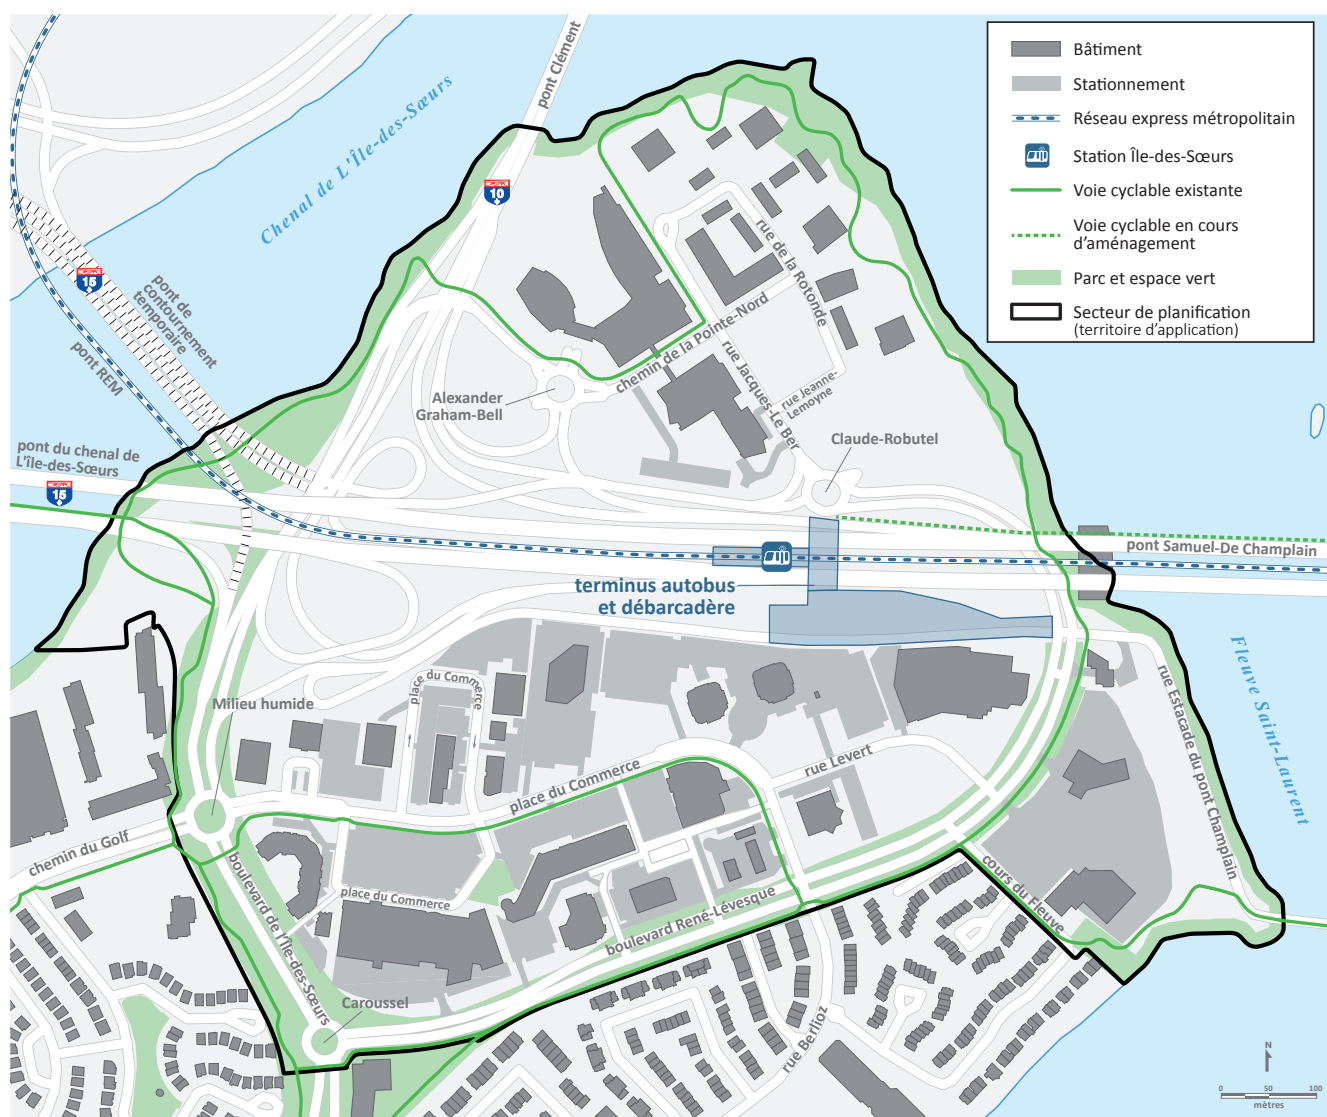 Bâtiment
Stationnement
Réseau express métropolitain
Station Île-des-Sœurs
Voie cyclable existante
Voie cyclable en cours
d'aménagement
Parc et espace vert
Secteur de planification
(territoire d'application)
pont Clément
Chenal de L'Île-des-Sœurs
10
15
pont de
contournement
temporaire
pont REM
rue de la Rotonde
chemin de la Pointe-Nord
rue Jacques-Le Ber
rue Jeanne-
Lemoyne
Alexander
Graham-Bell
Claude-Robutel
pont du chenal de
L'île-des-Sœurs
15
pont Samuel-De Champlain
terminus autobus
et débarcadère
Fleuve Saint-Laurent
rue Estacade du pont Champlain
place du Commerce
Milieu humide
place du Commerce
rue Levert
chemin du Golf
boulevard de l'Île-des-Sœurs
place du Commerce
boulevard René-Lévesque
cours du Fleuve
Caroussel
rue Berlioz
N
0 50 100
mètres